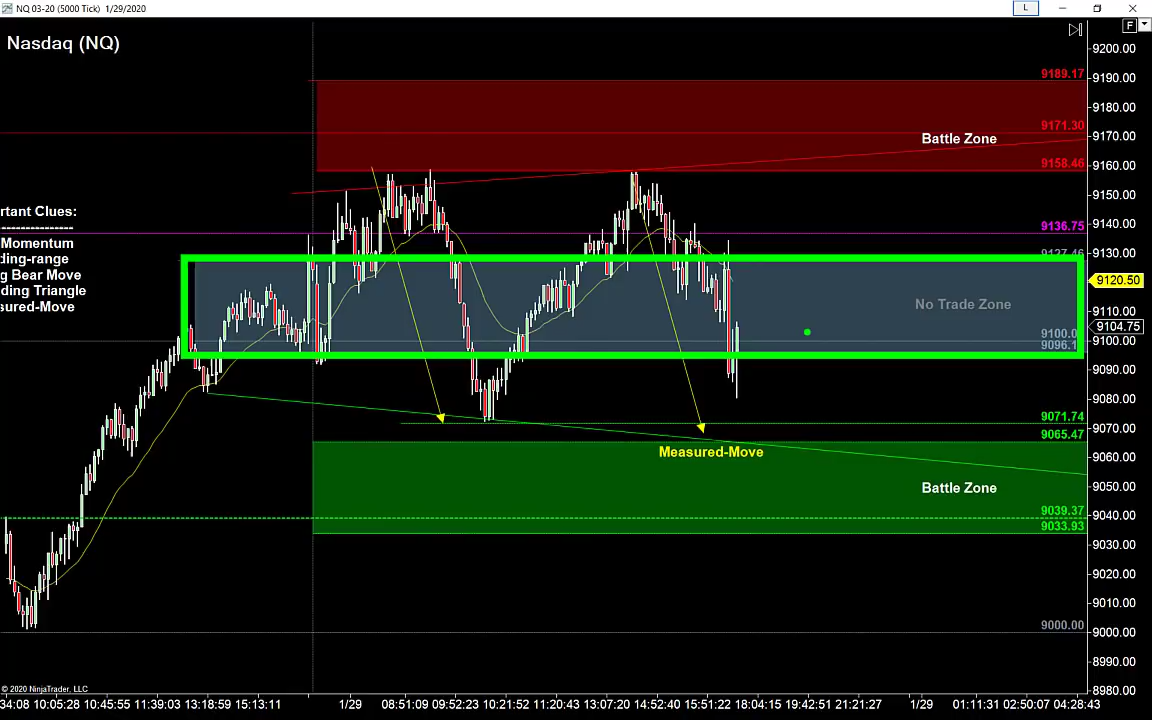 NQ 03-20 (5000 Tick) 1/29/2020
L
F
Nasdaq (NQ)
9200.00
9189.17
9190.00
9180.00
9171.30
9170.00
Battle Zone
9158.46
9160.00
9150.00
9140.00
9136.75
9130.00
9127.46
9120.50
9110.00
No Trade Zone
9104.75
9100.0
9100.00
9096.1
9090.00
9080.00
9071.74
9070.00
9065.47
9060.00
Measured-Move
9050.00
Battle Zone
9039.37
9040.00
9033.93
9030.00
9020.00
9010.00
9000.00
9000.00
8990.00
8980.00
rtant Clues:
---------------
Momentum
ding-range
g Bear Move
ding Triangle
sured-Move
© 2020 NinjaTrader, LLC
34:08 10:05:28 10:45:55 11:39:03 13:18:59 15:13:11 1/29 08:51:09 09:52:23 10:21:52 11:20:43 13:07:20 14:52:40 15:51:22 18:04:15 19:42:51 21:21:27 1/29 01:11:31 02:50:07 04:28:43